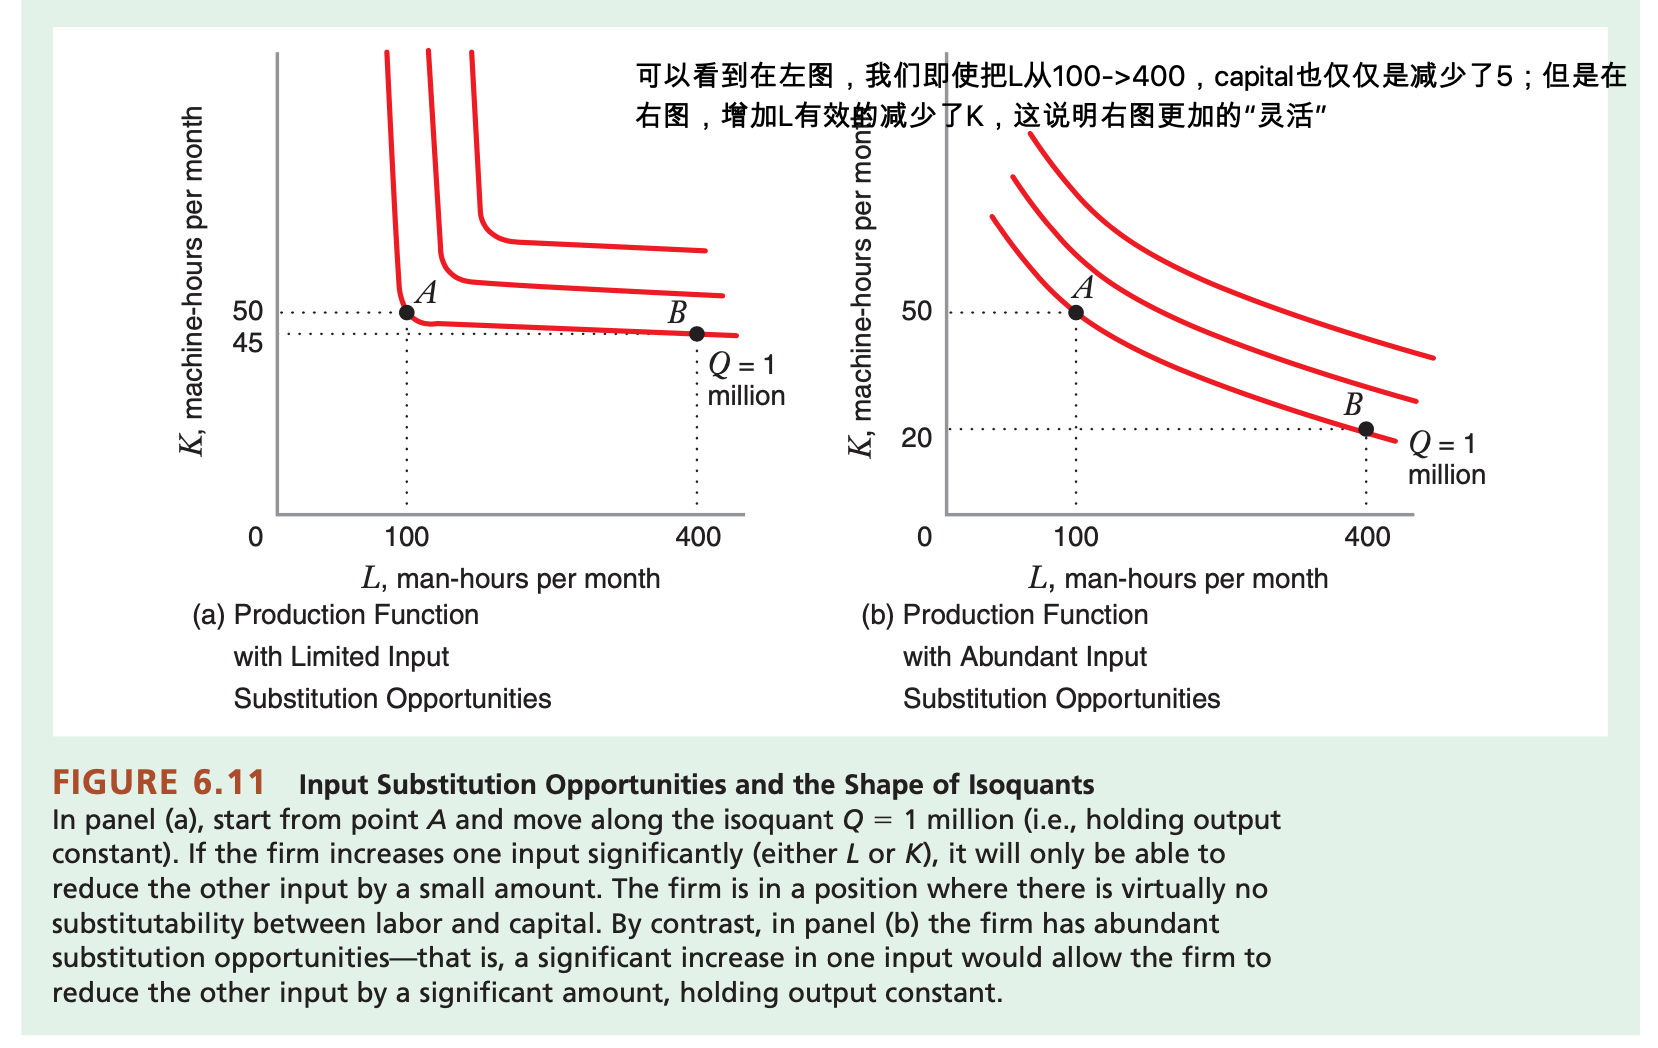 可以看到在左图，我们即使把L从100->400，capital也仅仅是减少了5；但是在
右图，增加L有效的减少了K，这说明右图更加的“灵活”
K, machine-hours per month
50
45
A
B
Q = 1
million
0
100
400
L, man-hours per month
(a) Production Function
with Limited Input
Substitution Opportunities
K, machine-hours per month
50
20
A
B
Q = 1
million
0
100
400
L, man-hours per month
(b) Production Function
with Abundant Input
Substitution Opportunities
FIGURE 6.11 Input Substitution Opportunities and the Shape of Isoquants
In panel (a), start from point A and move along the isoquant Q = 1 million (i.e., holding output
constant). If the firm increases one input significantly (either L or K), it will only be able to
reduce the other input by a small amount. The firm is in a position where there is virtually no
substitutability between labor and capital. By contrast, in panel (b) the firm has abundant
substitution opportunities—that is, a significant increase in one input would allow the firm to
reduce the other input by a significant amount, holding output constant.